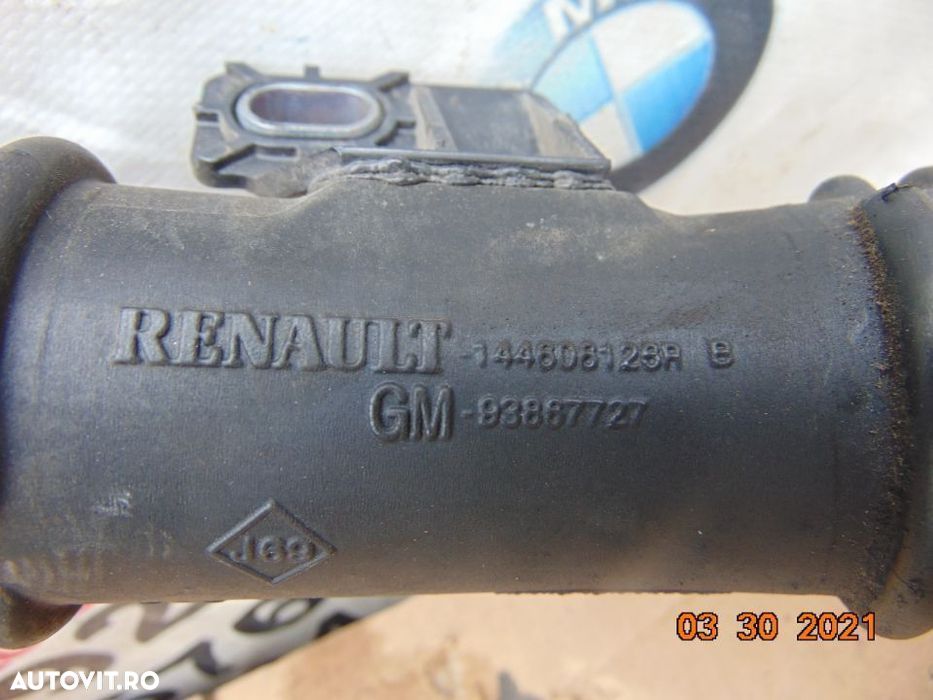 RENAULT -144606123R B
GM -93867727
J69
03 30 2021
AUTOVIT.RO